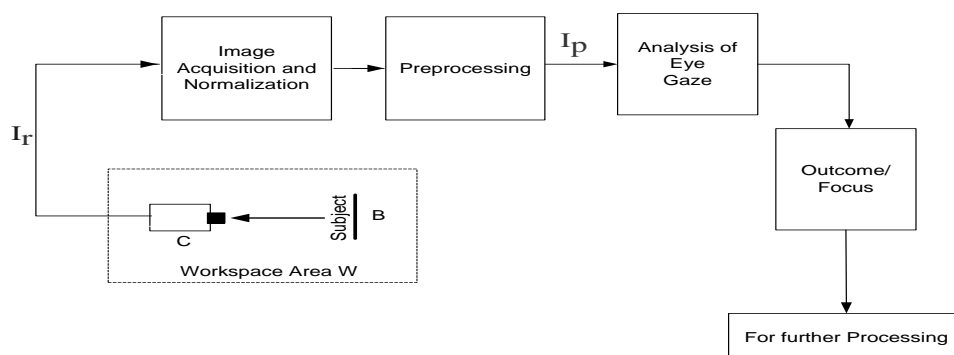 Image
Acquisition and
Normalization
Preprocessing
Ip
Analysis of
Eye
Gaze
Ir
Outcome/
Focus
Subject
B
C
Workspace Area W
For further Processing